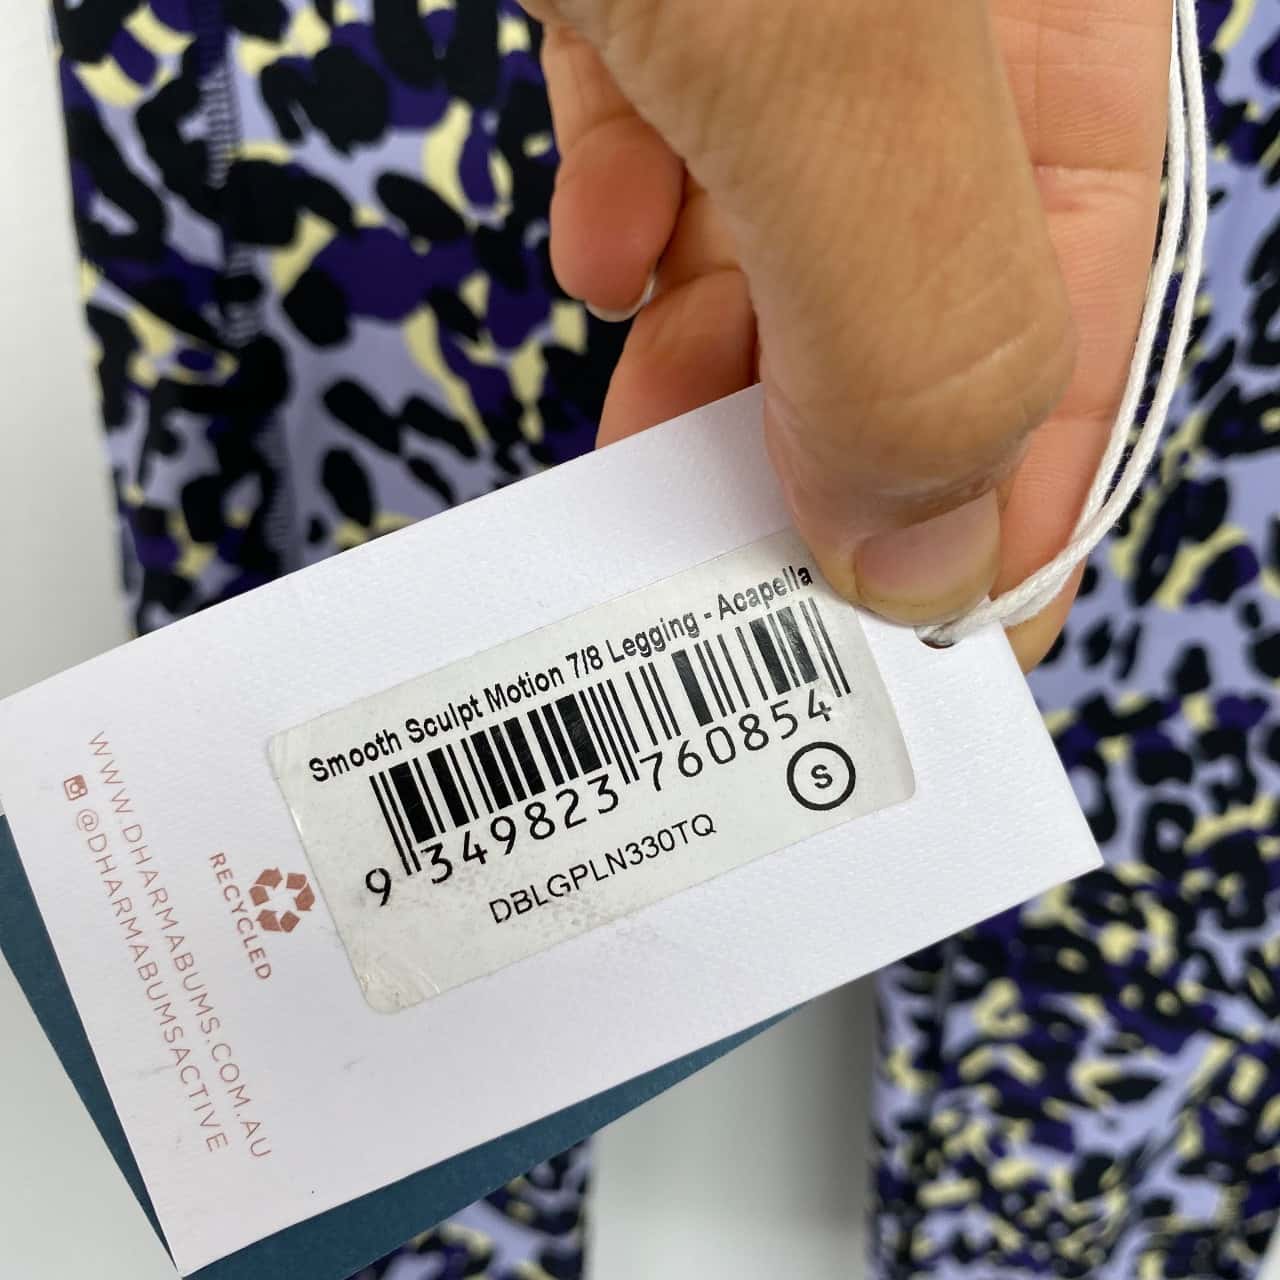 Smooth Sculpt Motion 7/8 Legging - Acapella
9 349823 760854
S
DBLGPLN330TQ
RECYCLED
WWW.DHARMABUMS.COM.AU
@DHARMABUMSACTIVE